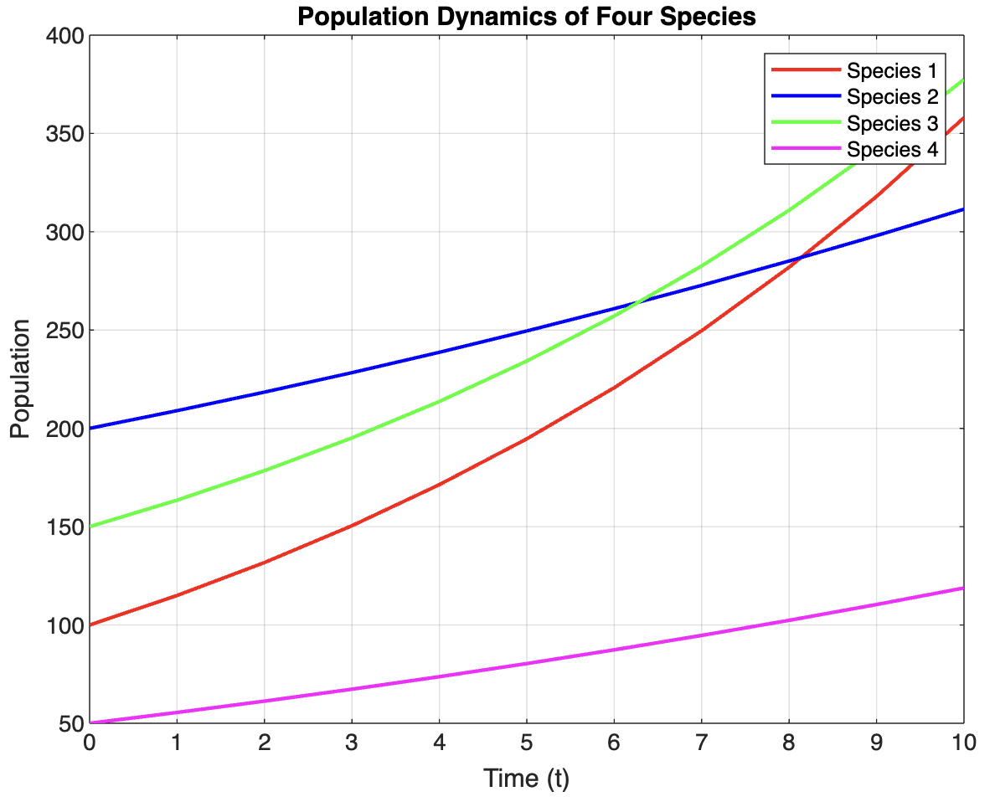 Population Dynamics of Four Species
400
350
300
250
200
150
100
50
Population
Species 1
Species 2
Species 3
Species 4
0 1 2 3 4 5 6 7 8 9 10
Time (t)